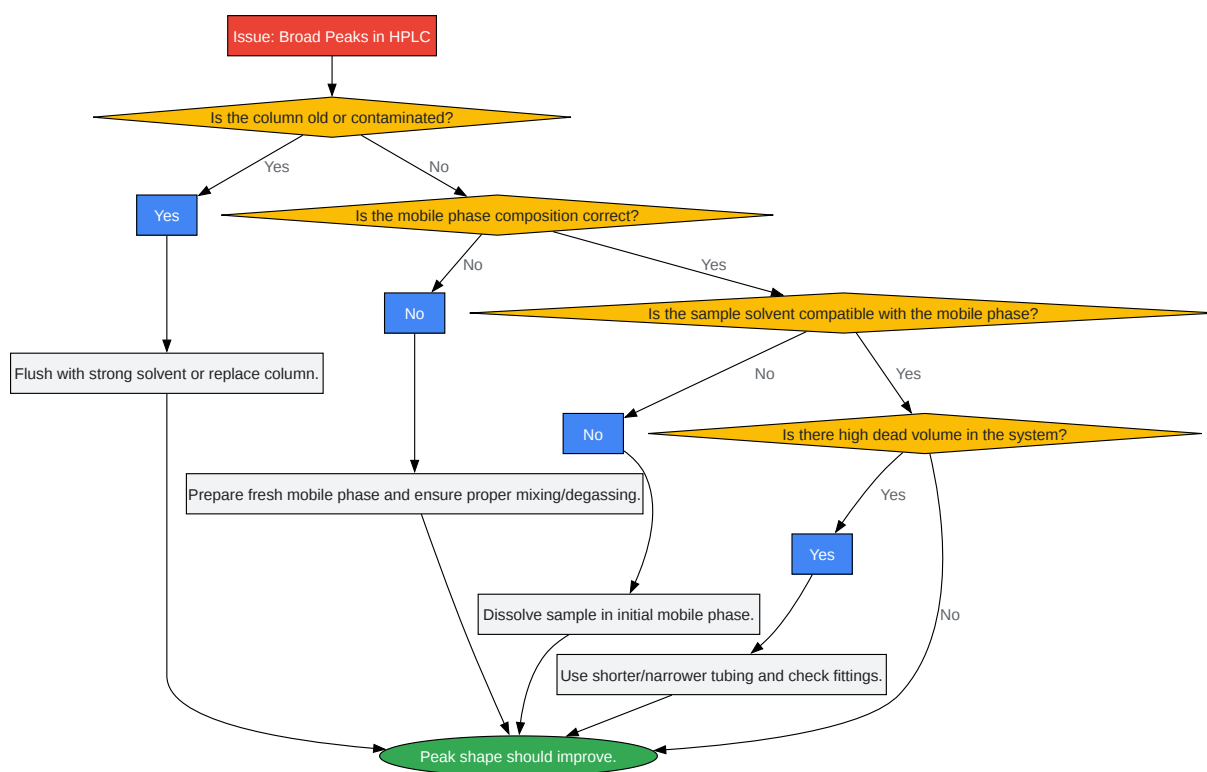 Issue: Broad Peaks in HPLC
Is the column old or contaminated?
Yes
No
Yes
Is the mobile phase composition correct?
No
Yes
No
Is the sample solvent compatible with the mobile phase?
Flush with strong solvent or replace column.
No
Yes
No
Is there high dead volume in the system?
Prepare fresh mobile phase and ensure proper mixing/degassing.
Yes
Yes
Dissolve sample in initial mobile phase.
No
Use shorter/narrower tubing and check fittings.
Peak shape should improve.